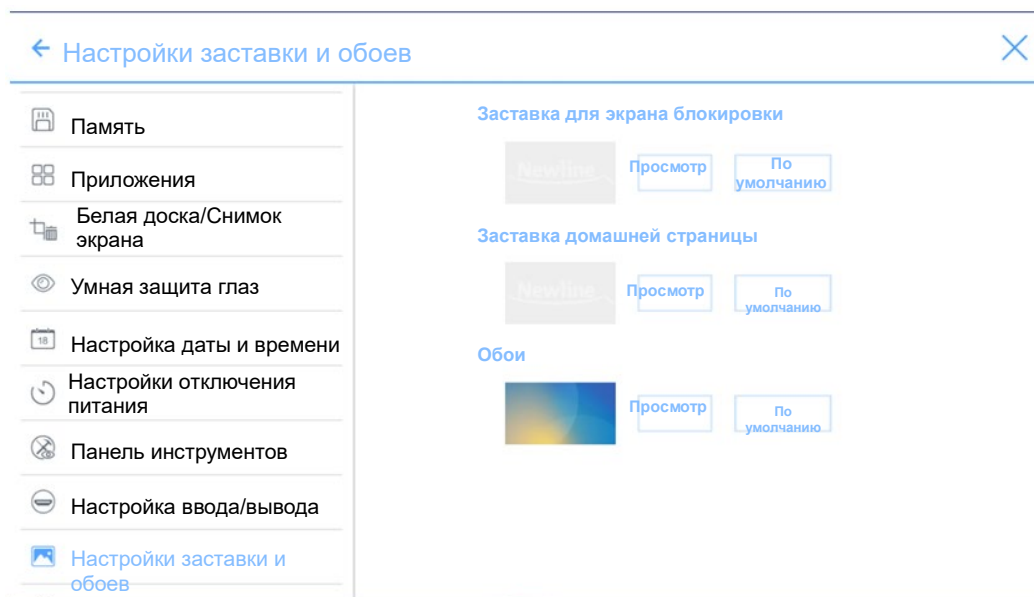 Настройки заставки и обоев
Память
Приложения
Белая доска/Снимок
экрана
Умная защита глаз
18
Настройка даты и времени
Настройки отключения
питания
Панель инструментов
Настройка ввода/вывода
Настройки заставки и
обоев
Заставка для экрана блокировки
Newline
Просмотр
По
умолчанию
Заставка домашней страницы
Newline
Просмотр
По
умолчанию
Обои
Просмотр
По
умолчанию